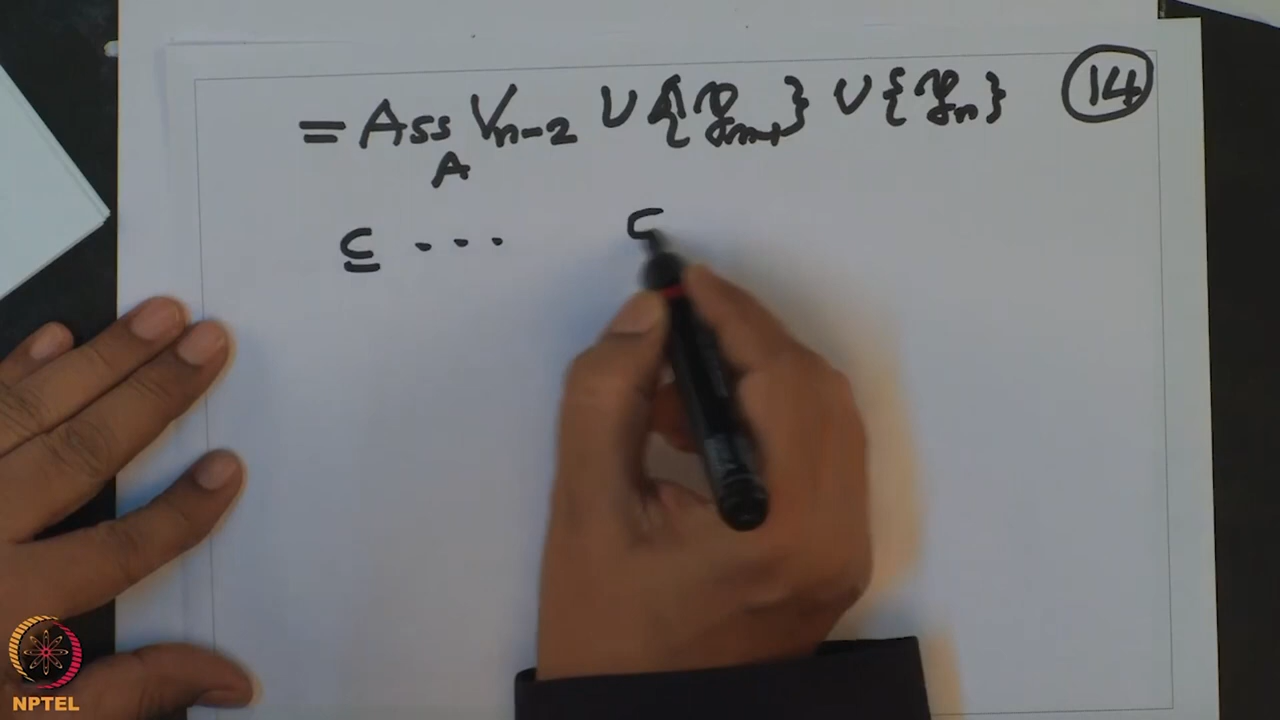 = Ass_A V_{n-2} ∪ {𝔭_{n-1}} ∪ {𝔭_n} ⑭
⊆ ... ⊆
NPTEL